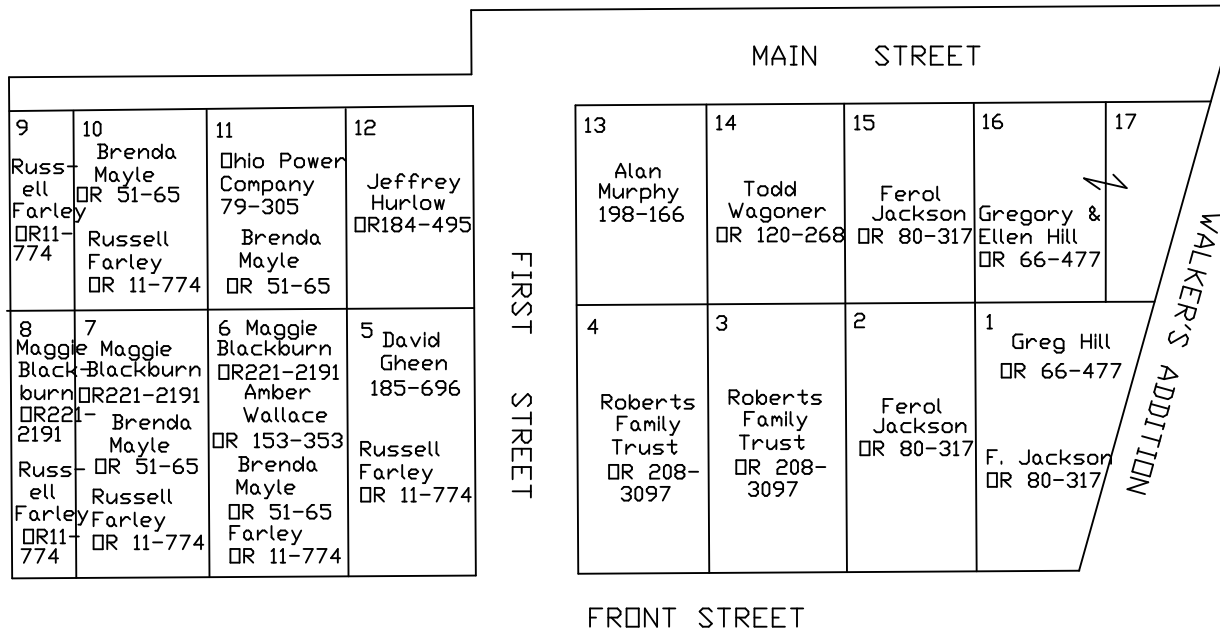 MAIN STREET
9
Russ-
ell
Farley
OR11-
774
10
Brenda
Mayle
OR 51-65
Russell
Farley
OR 11-774
11
Ohio Power
Company
79-305
Brenda
Mayle
OR 51-65
12
Jeffrey
Hurlow
OR184-495
13
Alan
Murphy
198-166
14
Todd
Wagoner
OR 120-268
15
Ferol
Jackson
OR 80-317
16
Gregory &
Ellen Hill
OR 66-477
17
8
Maggie
Black-
burn
OR221-
2191
Russ-
ell
Farley
OR11-
774
7
Maggie
Blackburn
OR221-2191
Brenda
Mayle
OR 51-65
Russell
Farley
OR 11-774
6 Maggie
Blackburn
OR221-2191
Amber
Wallace
OR 153-353
Brenda
Mayle
OR 51-65
Farley
OR 11-774
5 David
Gheen
185-696
Russell
Farley
OR 11-774
FIRST STREET
4
Roberts
Family
Trust
OR 208-
3097
3
Roberts
Family
Trust
OR 208-
3097
2
Ferol
Jackson
OR 80-317
1
Greg Hill
OR 66-477
F. Jackson
OR 80-317
WALKER'S ADDITION
FRONT STREET